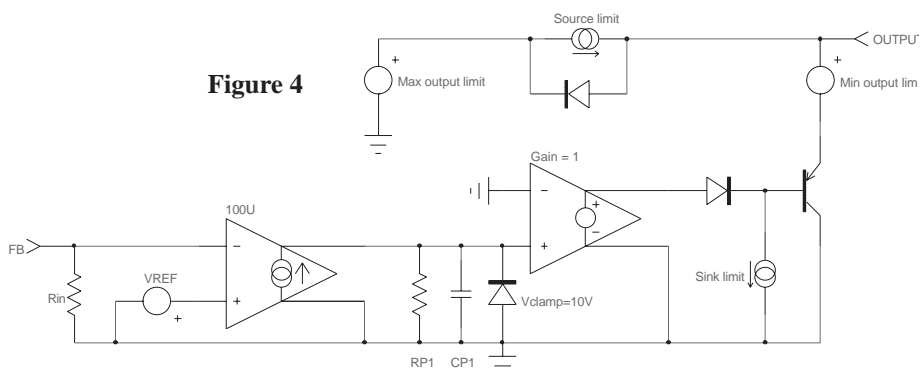 Source limit
OUTPUT
Figure 4
+
Max output limit
+
Min output lim
Gain = 1
100U
FB
Rin
VREF
+
−
+
−
+
+
−
Vclamp=10V
Sink limit
RP1
CP1